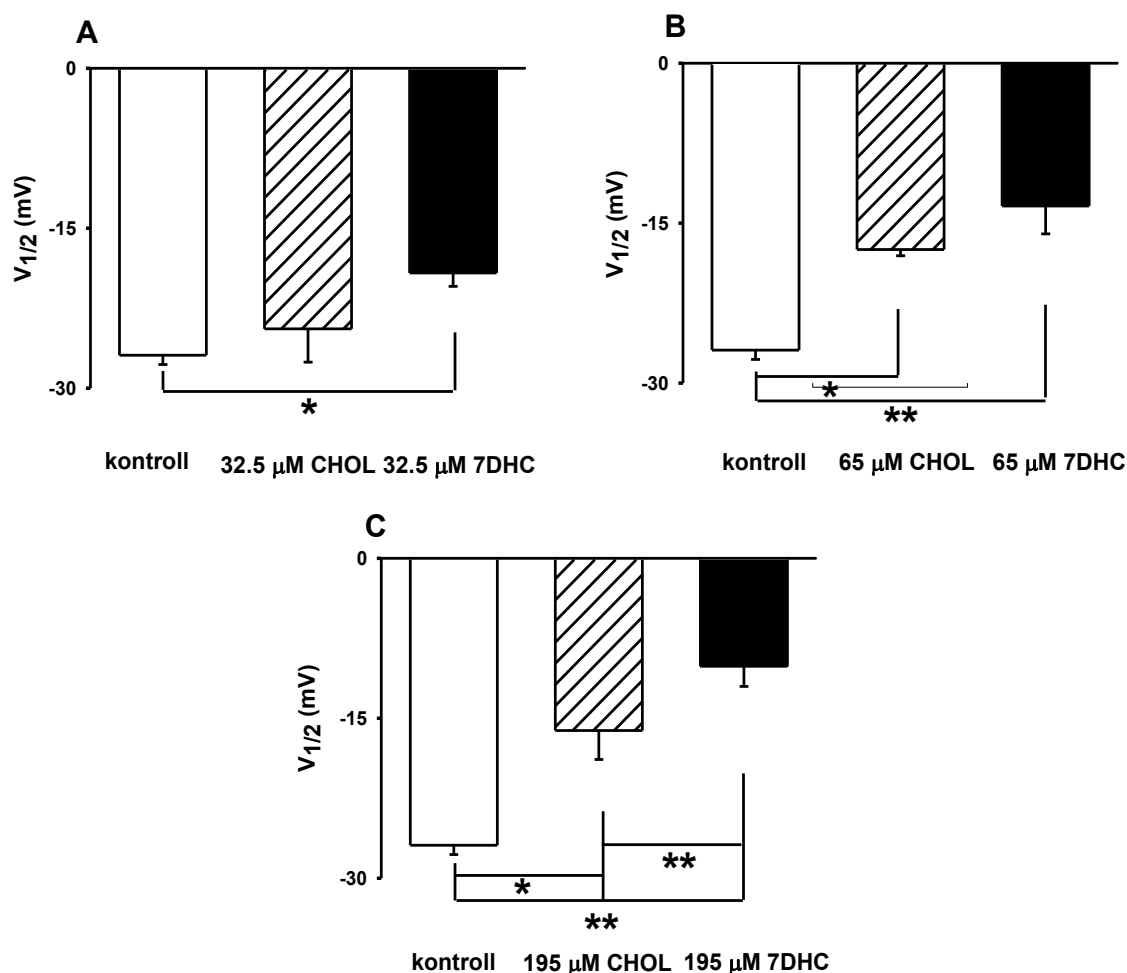 A
0
-15
-30
V1/2 (mV)
*
kontroll 32.5 μM CHOL 32.5 μM 7DHC
B
0
-15
-30
V1/2 (mV)
*
**
kontroll 65 μM CHOL 65 μM 7DHC
C
0
-15
-30
V1/2 (mV)
*
**
**
kontroll 195 μM CHOL 195 μM 7DHC